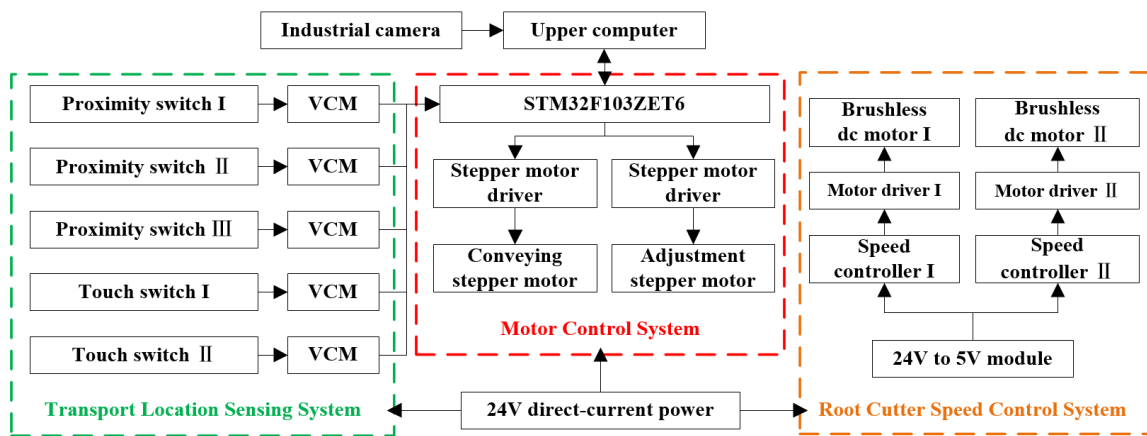 Industrial camera
Upper computer
Proximity switch I
VCM
Proximity switch Ⅱ
VCM
Proximity switch Ⅲ
VCM
Touch switch I
VCM
Touch switch Ⅱ
VCM
Transport Location Sensing System
STM32F103ZET6
Stepper motor
driver
Stepper motor
driver
Conveying
stepper motor
Adjustment
stepper motor
Motor Control System
24V direct-current power
Brushless
dc motor I
Brushless
dc motor Ⅱ
Motor driver I
Motor driver Ⅱ
Speed
controller I
Speed
controller Ⅱ
24V to 5V module
Root Cutter Speed Control System